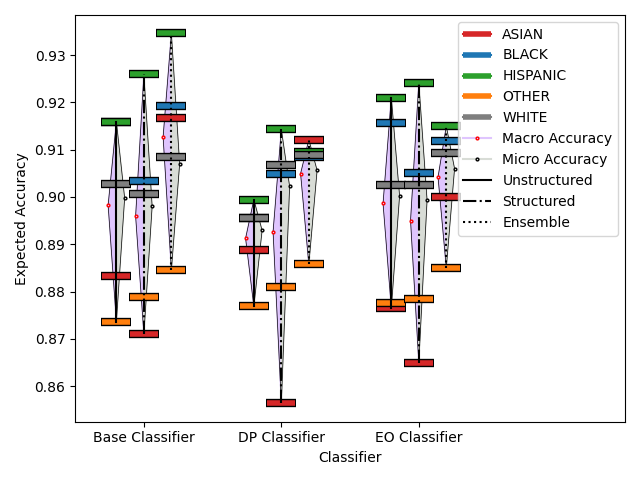 ASIAN
BLACK
HISPANIC
OTHER
WHITE
Macro Accuracy
Micro Accuracy
Unstructured
Structured
Ensemble
0.93
0.92
0.91
0.90
0.89
0.88
0.87
0.86
Expected Accuracy
Base Classifier
DP Classifier
EO Classifier
Classifier